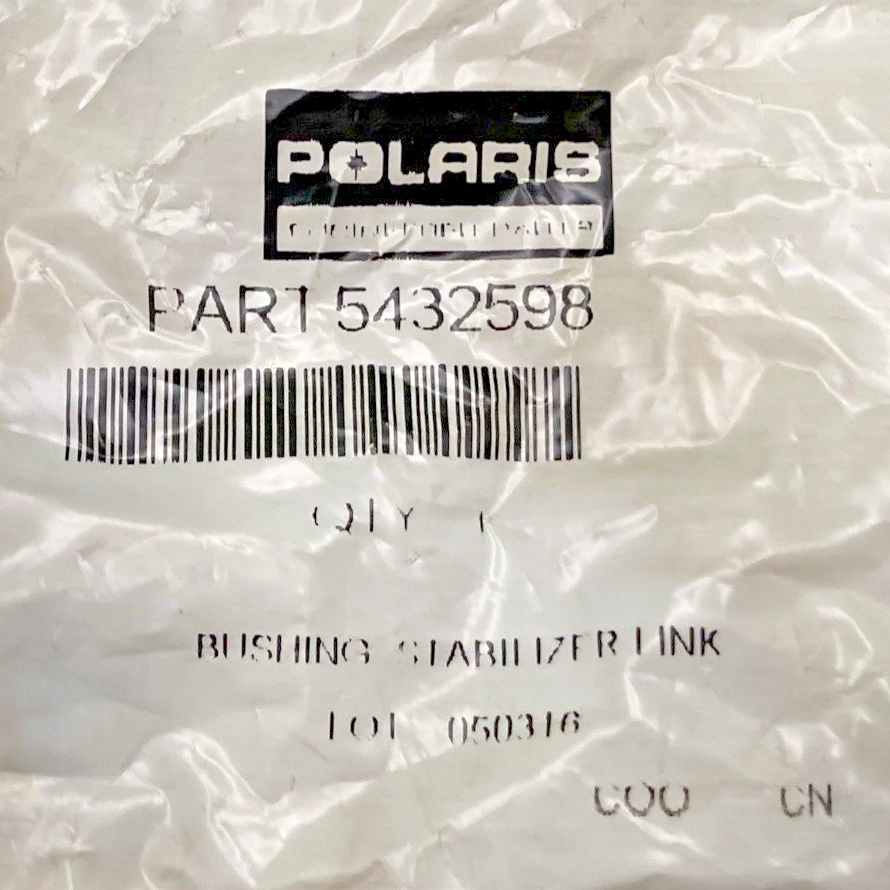 POLARIS
PART 5432598
QTY 1
BUSHING STABILIZER LINK
LOT 050316
COO CN